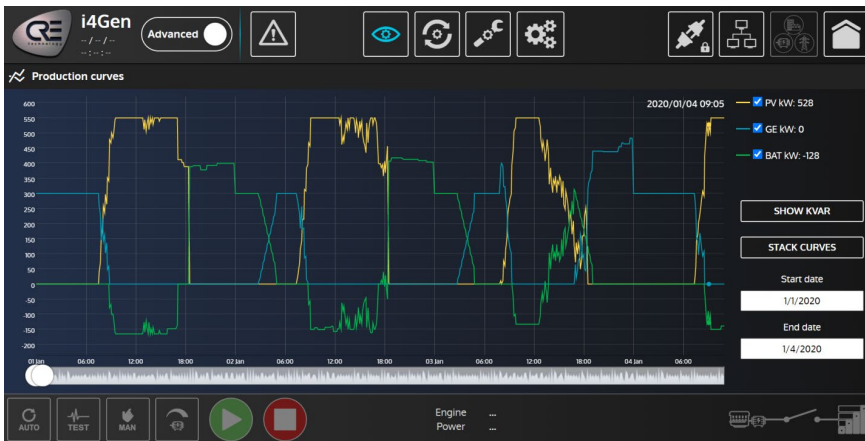 CRE
TECHNOLOGY
i4Gen
--/--/--
--:--:--
Advanced
Production curves
2020/01/04 09:05
600
550
500
450
400
350
300
250
200
150
100
50
0
-50
-100
-150
-200
01 Jan 06:00 12:00 18:00 02 Jan 06:00 12:00 18:00 03 Jan 06:00 12:00 18:00 04 Jan 06:00
PV kW: 528
GE kW: 0
BAT kW: -128
SHOW KVAR
STACK CURVES
Start date
1/1/2020
End date
1/4/2020
AUTO
TEST
MAN
Engine ...
Power ...